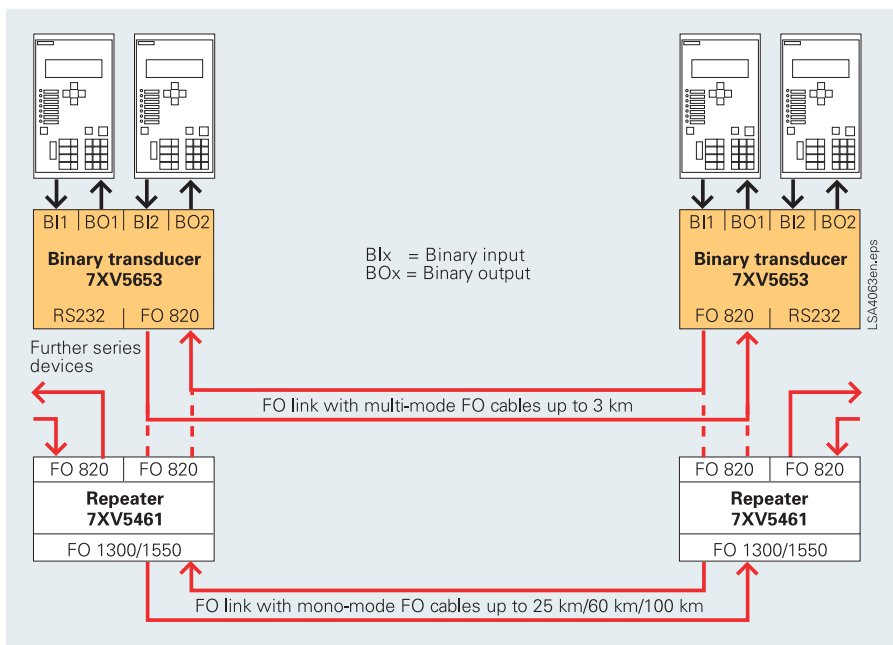 BI1 | BO1 | BI2 | BO2
Binary transducer
7XV5653
RS232 | FO 820
BIx = Binary input
BOx = Binary output
BI1 | BO1 | BI2 | BO2
Binary transducer
7XV5653
FO 820 | RS232
LSA4063en.eps
Further series
devices
FO link with multi-mode FO cables up to 3 km
FO 820 | FO 820
Repeater
7XV5461
FO 1300/1550
FO 820 | FO 820
Repeater
7XV5461
FO 1300/1550
FO link with mono-mode FO cables up to 25 km/60 km/100 km